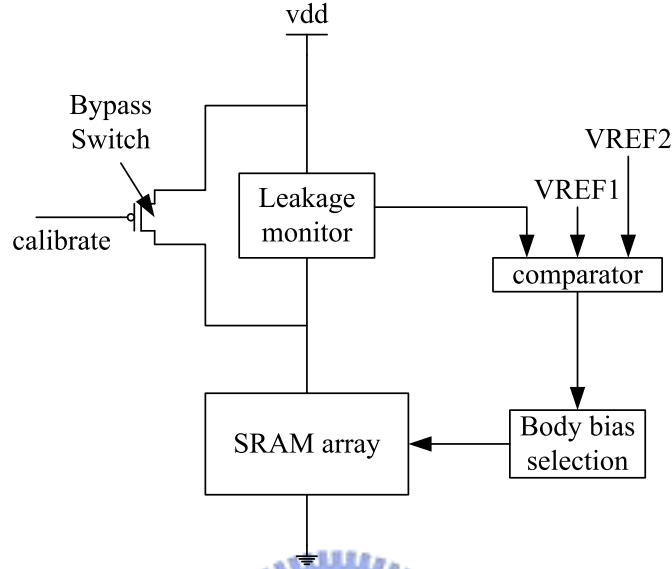 vdd
Bypass
Switch
VREF2
VREF1
Leakage
monitor
calibrate
comparator
SRAM array
Body bias
selection